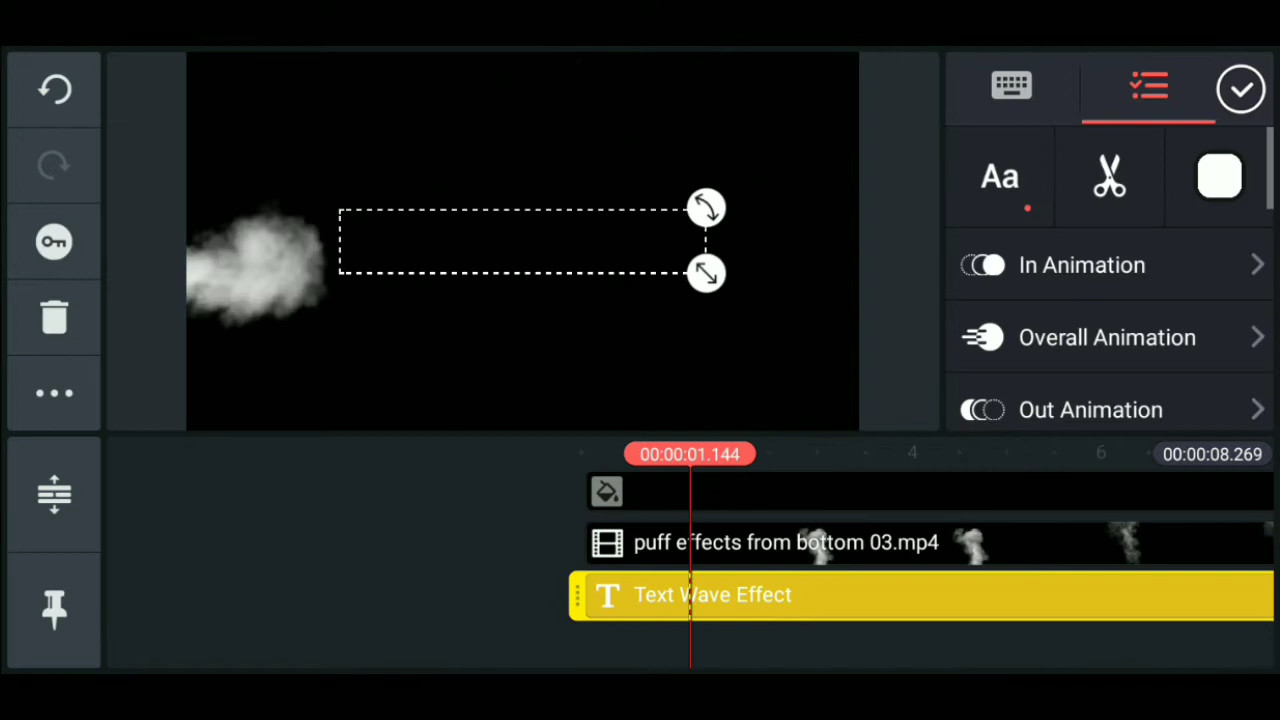 Aa
In Animation
Overall Animation
Out Animation
00:00:01.144
4
6
00:00:08.269
puff effects from bottom 03.mp4
T Text Wave Effect